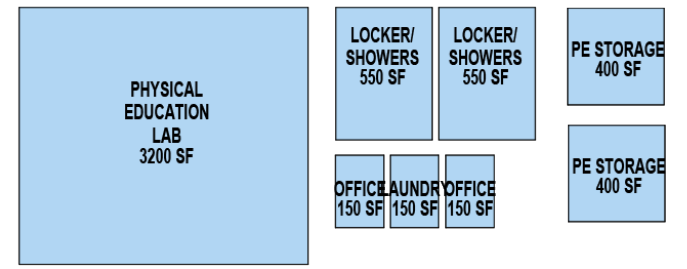 PHYSICAL
EDUCATION
LAB
3200 SF
LOCKER/
SHOWERS
550 SF
LOCKER/
SHOWERS
550 SF
PE STORAGE
400 SF
OFFICE
150 SF
LAUNDRY
150 SF
OFFICE
150 SF
PE STORAGE
400 SF